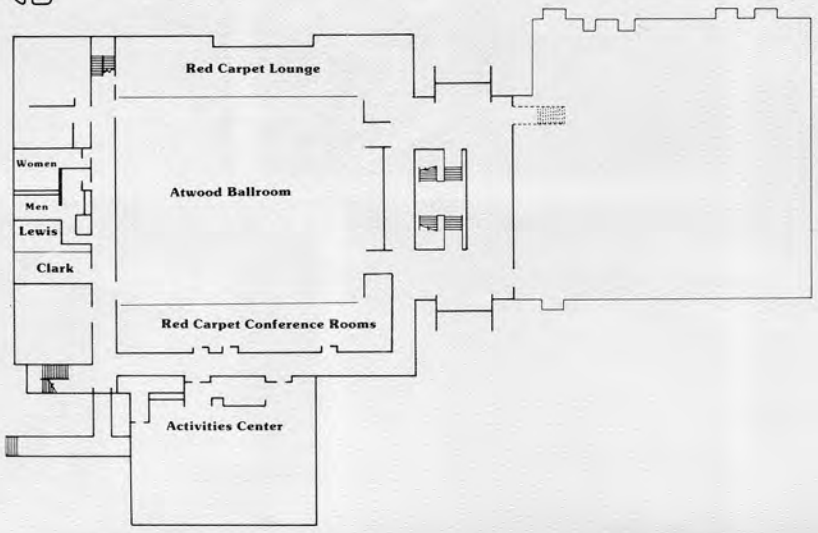 Red Carpet Lounge
Women
Atwood Ballroom
Men
Lewis
Clark
Red Carpet Conference Rooms
Activities Center